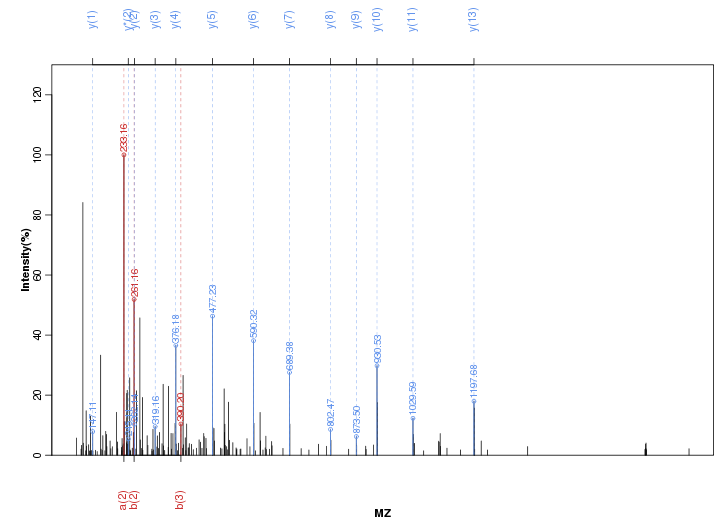 y(1)
y*(2)
y(2)
y(3)
y(4)
y(5)
y(6)
y(7)
y(8)
y(9)
y(10)
y(11)
y(13)
Intensity(%)
0
20
40
60
80
100
120
147.11
233.16
261.16
319.16
376.18
390.20
477.23
590.32
689.38
802.47
873.50
930.53
1029.59
1197.68
a(2)
b(2)
b(3)
MZ